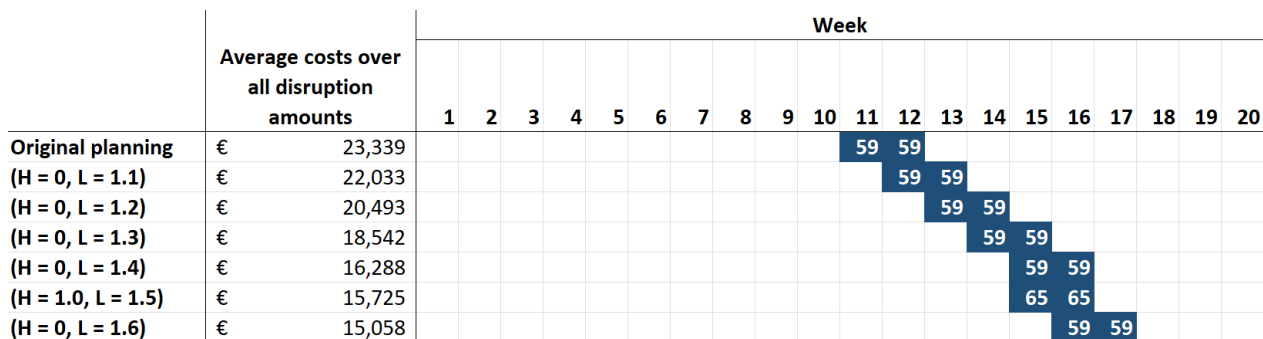 Week
Average costs over
all disruption
amounts 1 2 3 4 5 6 7 8 9 10 11 12 13 14 15 16 17 18 19 20
Original planning € 23,339 59 59
(H = 0, L = 1.1) € 22,033 59 59
(H = 0, L = 1.2) € 20,493 59 59
(H = 0, L = 1.3) € 18,542 59 59
(H = 0, L = 1.4) € 16,288 59 59
(H = 1.0, L = 1.5) € 15,725 65 65
(H = 0, L = 1.6) € 15,058 59 59